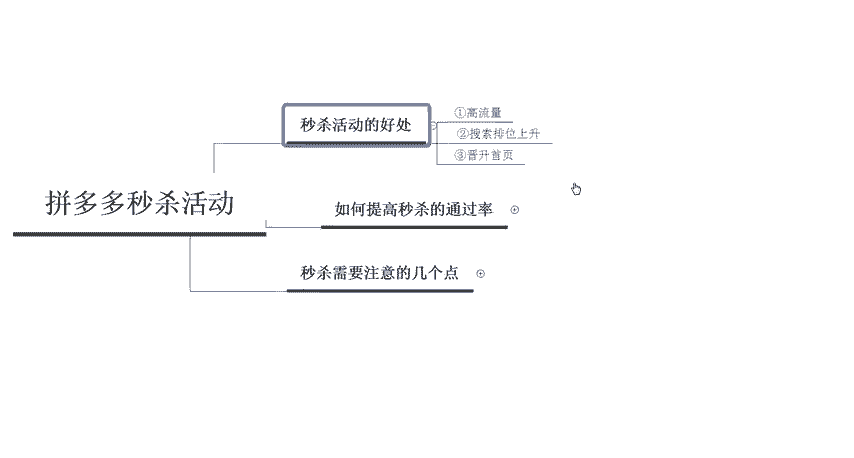 秒杀活动的好处
①高流量
②搜索排位上升
③晋升首页
拼多多秒杀活动
如何提高秒杀的通过率
秒杀需要注意的几个点